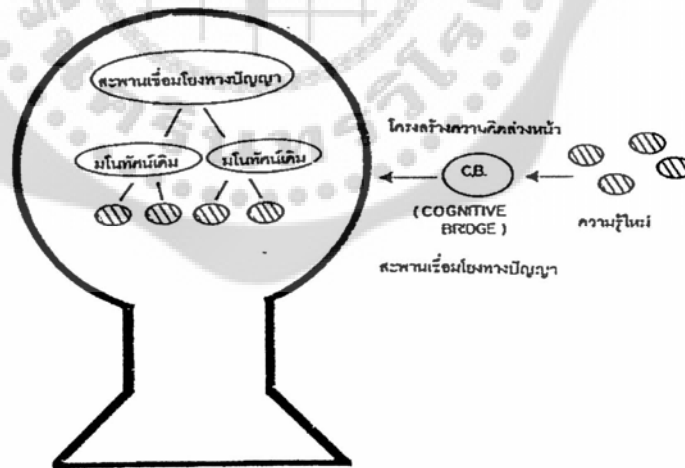 สะพานเชื่อมโยงทางปัญญา
มโนทัศน์เดิม
มโนทัศน์เดิม
โครงสร้างความคิดล่วงหน้า
C.B.
(COGNITIVE
BRIDGE)
ความรู้ใหม่
สะพานเชื่อมโยงทางปัญญา